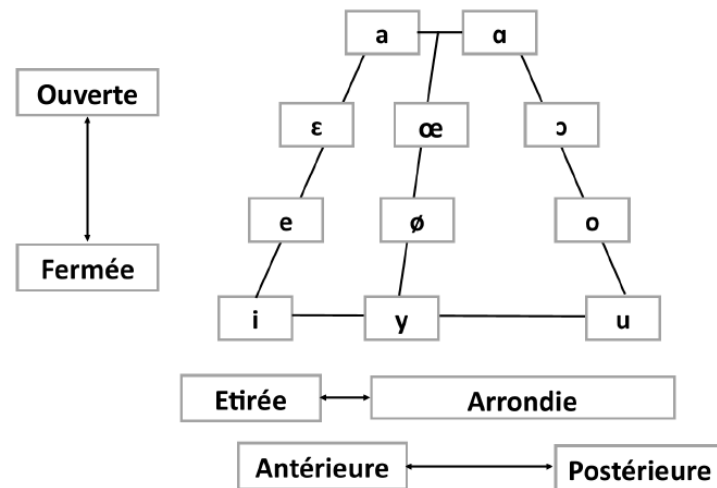 a ɑ
Ouverte
ɛ œ ɔ
e ø o
Fermée
i y u
Etirée Arrondie
Antérieure Postérieure